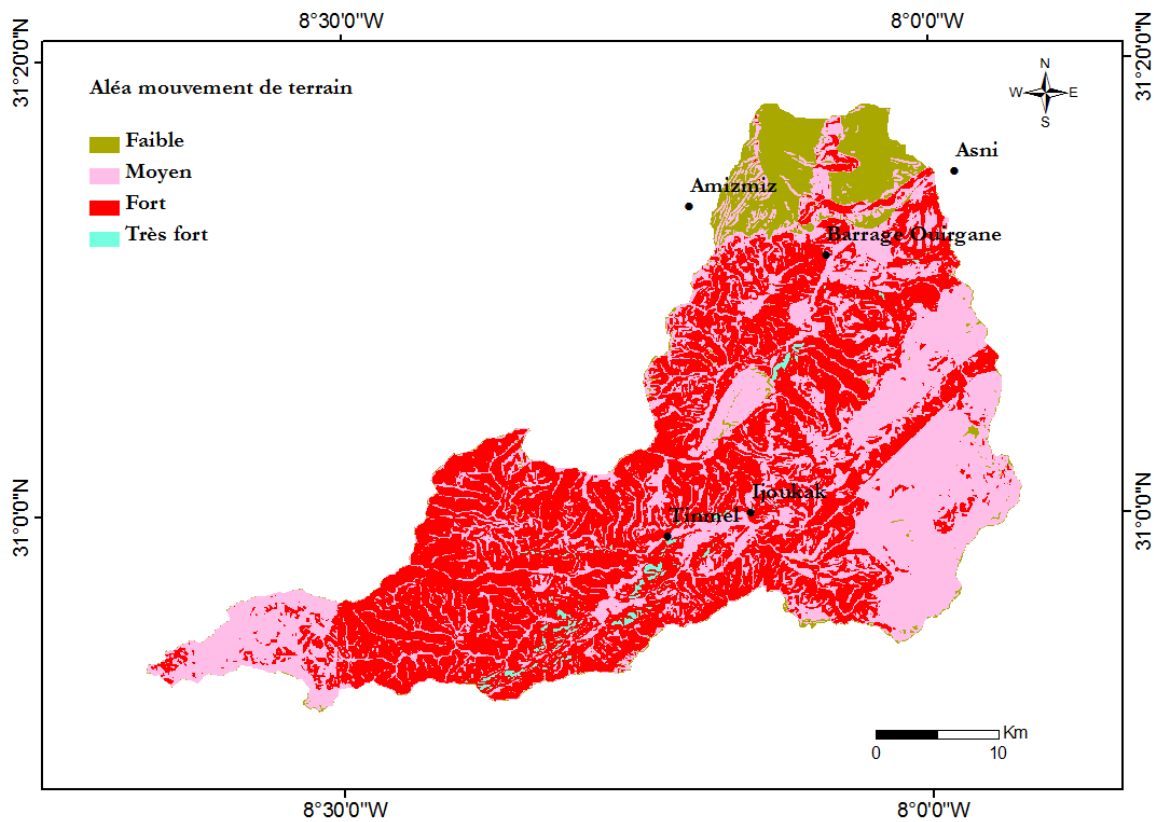 8°30'0"W 8°0'0"W
31°20'0"N 31°20'0"N
Aléa mouvement de terrain
N
W E
S
Faible
Moyen
Fort
Très fort
Asni
Amizmiz
Barrage Ouirgane
Ijoukak
Tinmel
31°0'0"N 31°0'0"N
Km
0 10
8°30'0"W 8°0'0"W